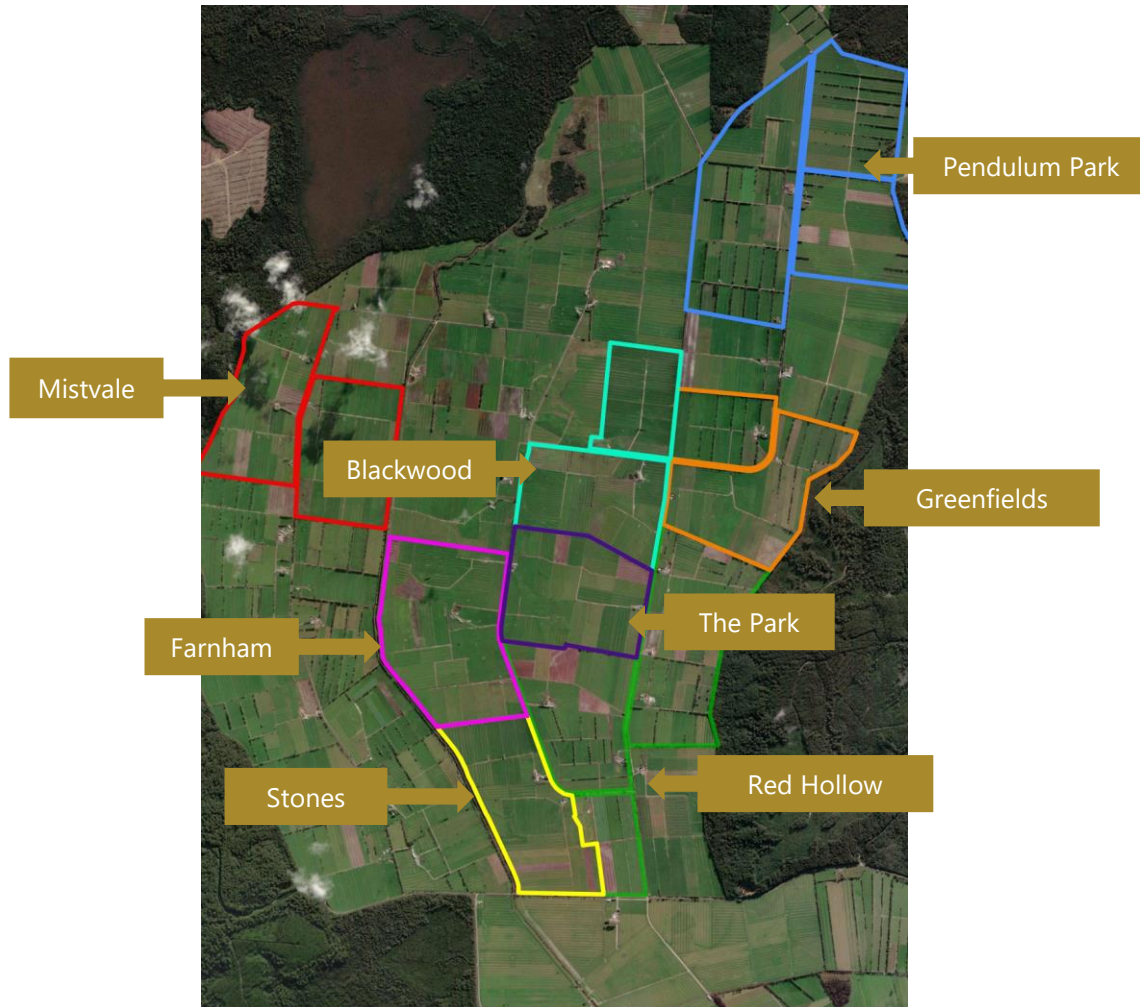 Pendulum Park
Mistvale
Blackwood
Greenfields
The Park
Farnham
Red Hollow
Stones